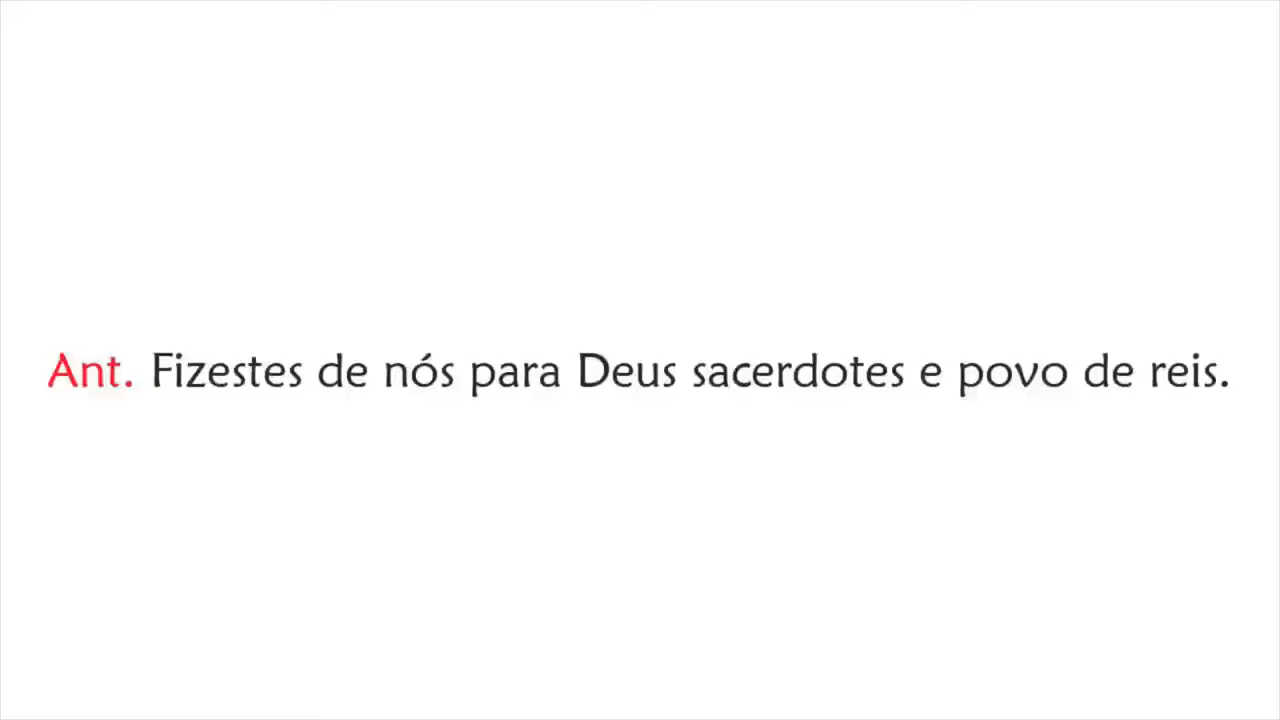 Ant. Fizestes de nós para Deus sacerdotes e povo de reis.